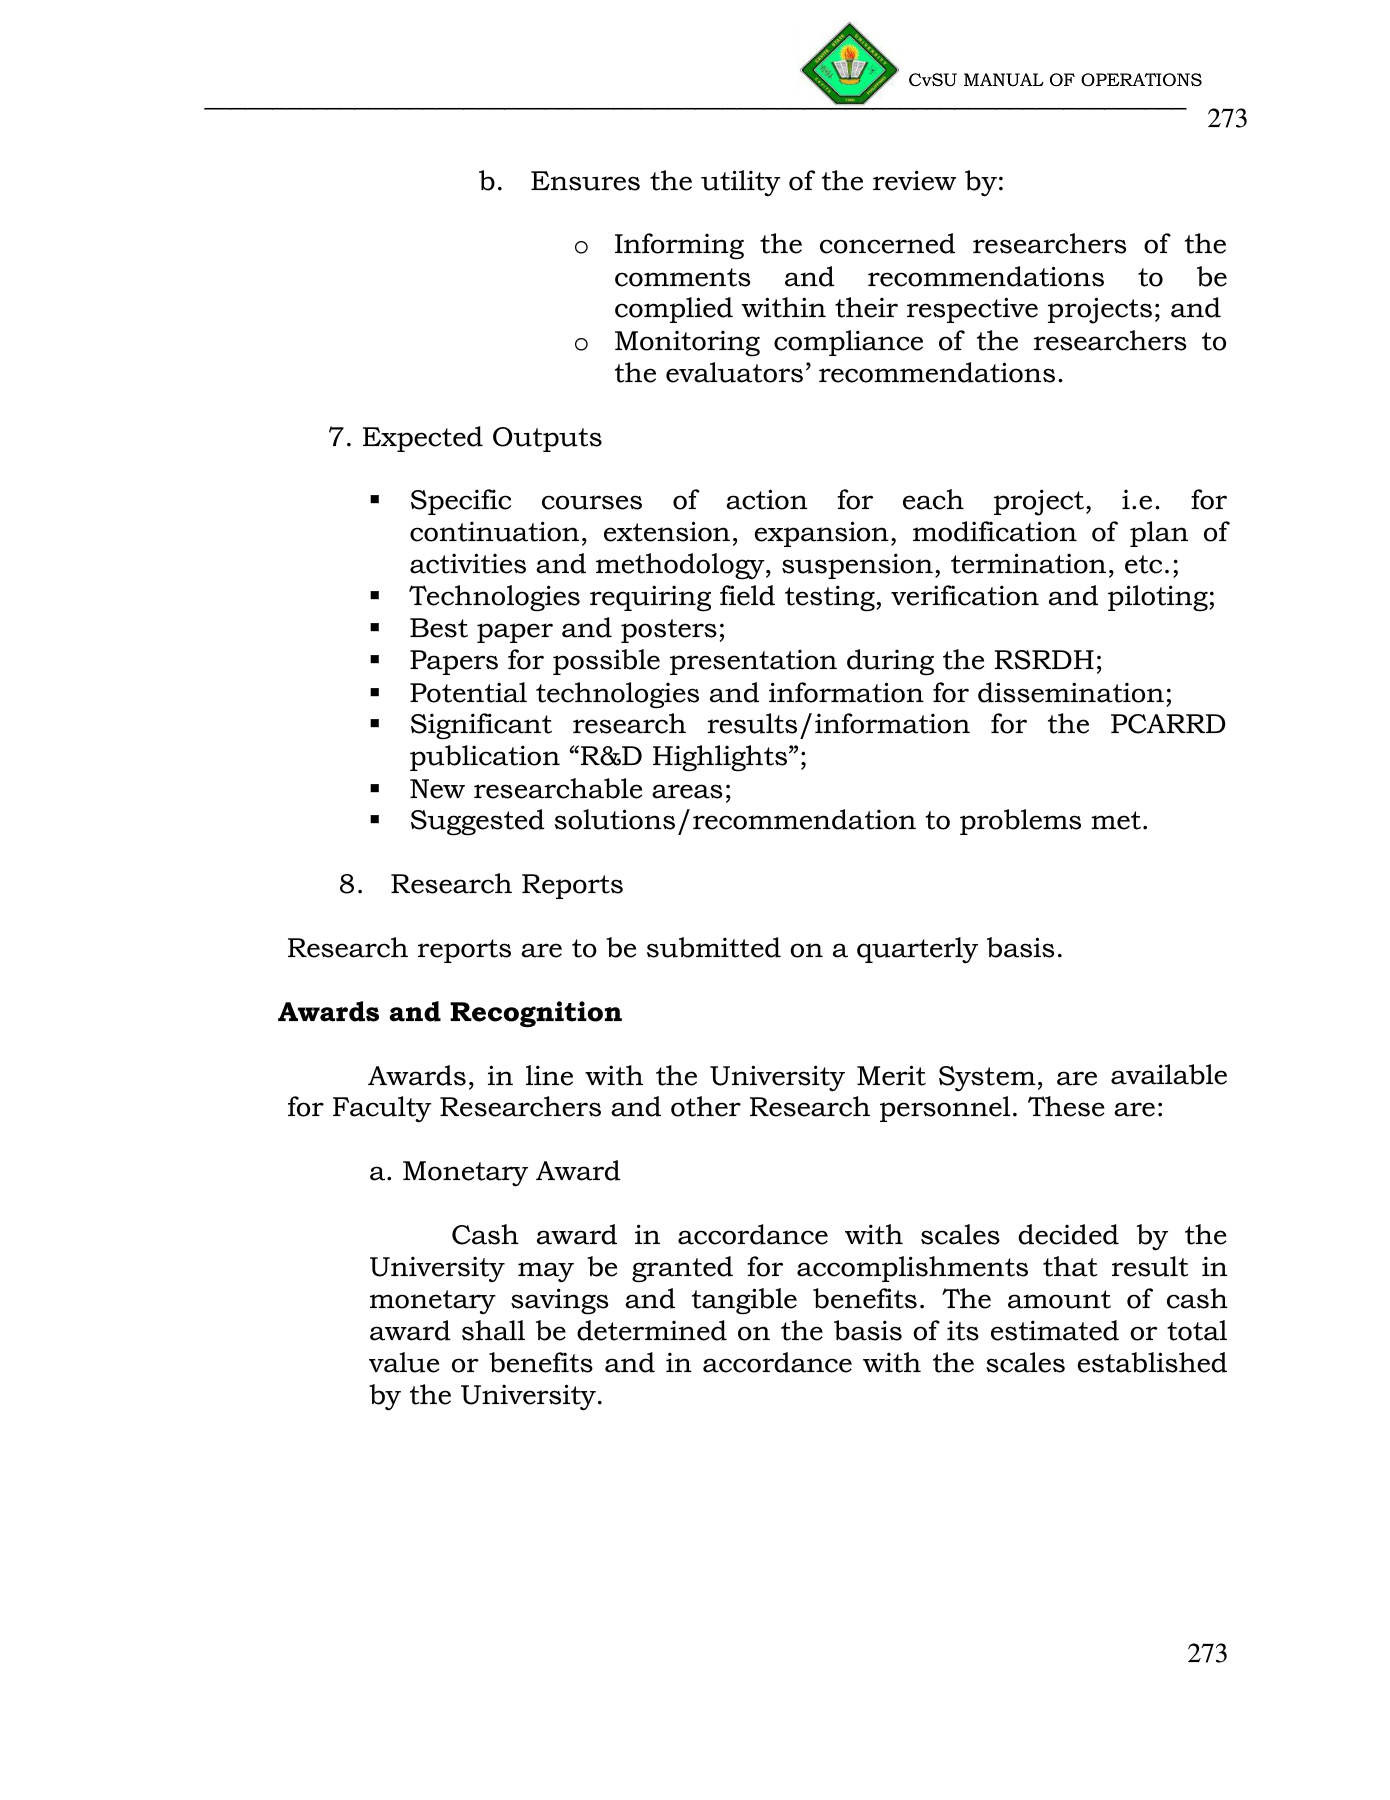 CvSU MANUAL OF OPERATIONS
273
b. Ensures the utility of the review by:
o Informing the concerned researchers of the
comments and recommendations to be
complied within their respective projects; and
o Monitoring compliance of the researchers to
the evaluators’ recommendations.
7. Expected Outputs
▪ Specific courses of action for each project, i.e. for
continuation, extension, expansion, modification of plan of
activities and methodology, suspension, termination, etc.;
▪ Technologies requiring field testing, verification and piloting;
▪ Best paper and posters;
▪ Papers for possible presentation during the RSRDH;
▪ Potential technologies and information for dissemination;
▪ Significant research results/information for the PCARRD
publication “R&D Highlights”;
▪ New researchable areas;
▪ Suggested solutions/recommendation to problems met.
8. Research Reports
Research reports are to be submitted on a quarterly basis.
Awards and Recognition
Awards, in line with the University Merit System, are available
for Faculty Researchers and other Research personnel. These are:
a. Monetary Award
Cash award in accordance with scales decided by the
University may be granted for accomplishments that result in
monetary savings and tangible benefits. The amount of cash
award shall be determined on the basis of its estimated or total
value or benefits and in accordance with the scales established
by the University.
273